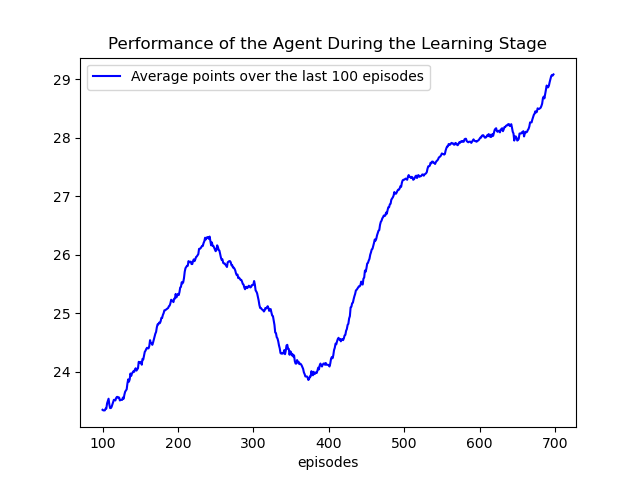 Performance of the Agent During the Learning Stage
Average points over the last 100 episodes
29
28
27
26
25
24
100 200 300 400 500 600 700
episodes